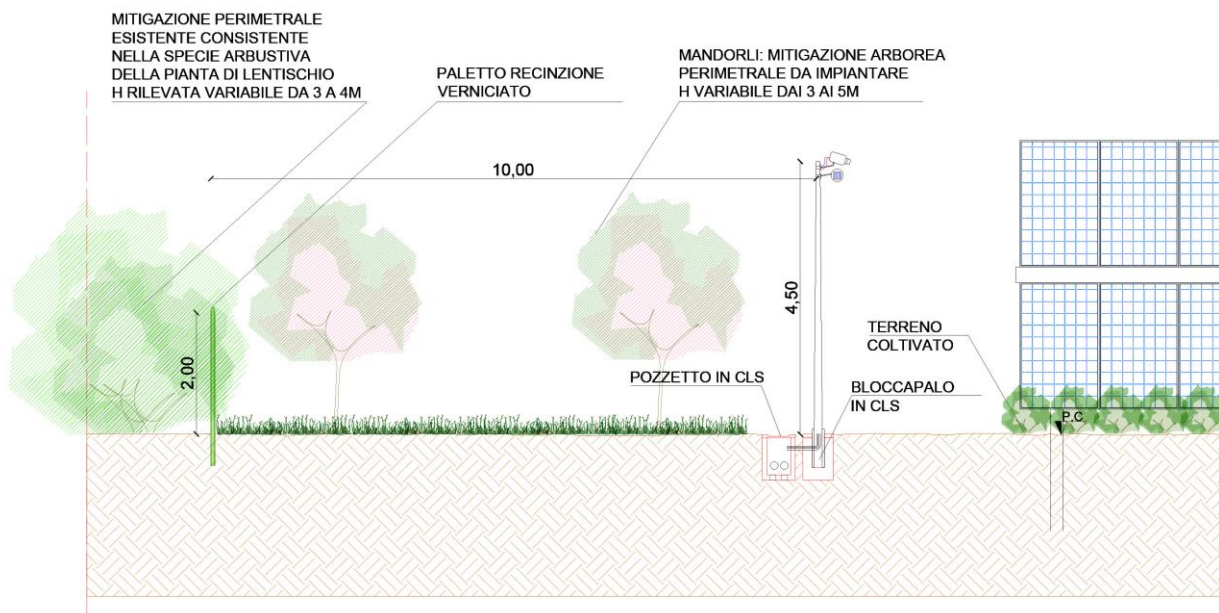 MITIGAZIONE PERIMETRALE
ESISTENTE CONSISTENTE
NELLA SPECIE ARBUSTIVA
DELLA PIANTA DI LENTISCHIO
H RILEVATA VARIABILE DA 3 A 4M
PALETTO RECINZIONE
VERNICIATO
MANDORLI: MITIGAZIONE ARBOREA
PERIMETRALE DA IMPIANTARE
H VARIABILE DAI 3 AI 5M
10,00
4,50
2,00
TERRENO
COLTIVATO
POZZETTO IN CLS
BLOCCAPALO
IN CLS
P.C.